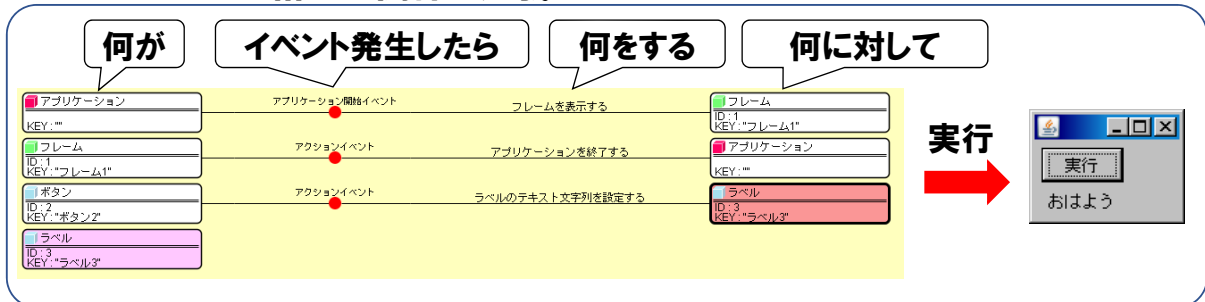 何が
イベント発生したら
何をする
何に対して
アプリケーション
KEY:""
アプリケーション開始イベント
フレームを表示する
フレーム
ID:1
KEY:"フレーム1"
フレーム
ID:1
KEY:"フレーム1"
アクションイベント
アプリケーションを終了する
アプリケーション
KEY:""
ボタン
ID:2
KEY:"ボタン2"
アクションイベント
ラベルのテキスト文字列を設定する
ラベル
ID:3
KEY:"ラベル3"
ラベル
ID:3
KEY:"ラベル3"
実行
実行
おはよう